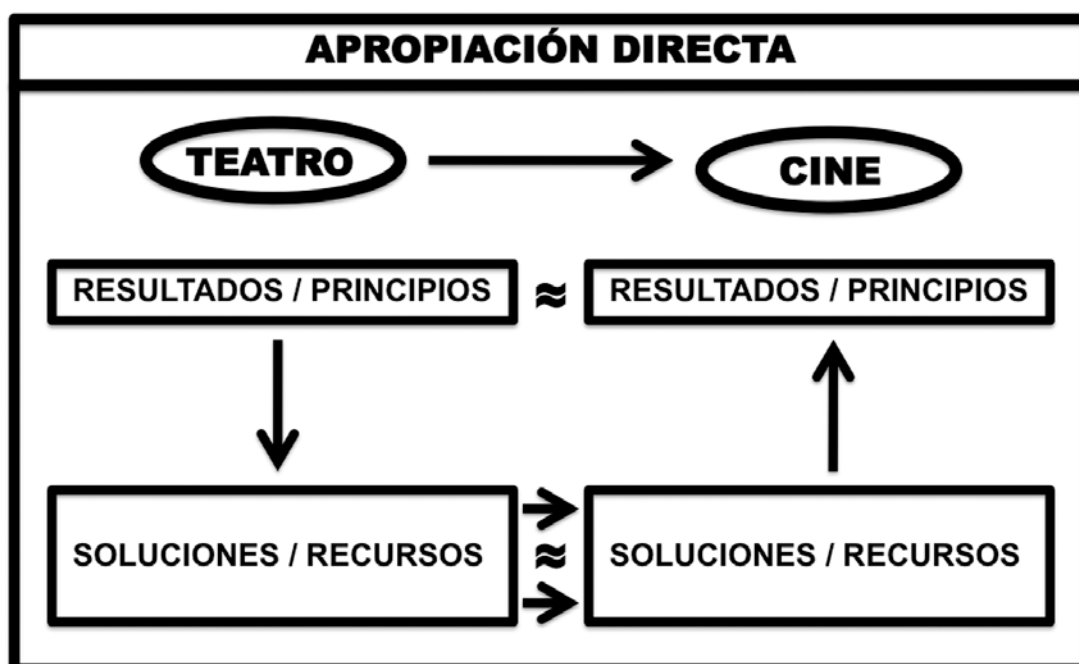 APROPIACIÓN DIRECTA
TEATRO
CINE
RESULTADOS / PRINCIPIOS
≈
RESULTADOS / PRINCIPIOS
SOLUCIONES / RECURSOS
≈
SOLUCIONES / RECURSOS